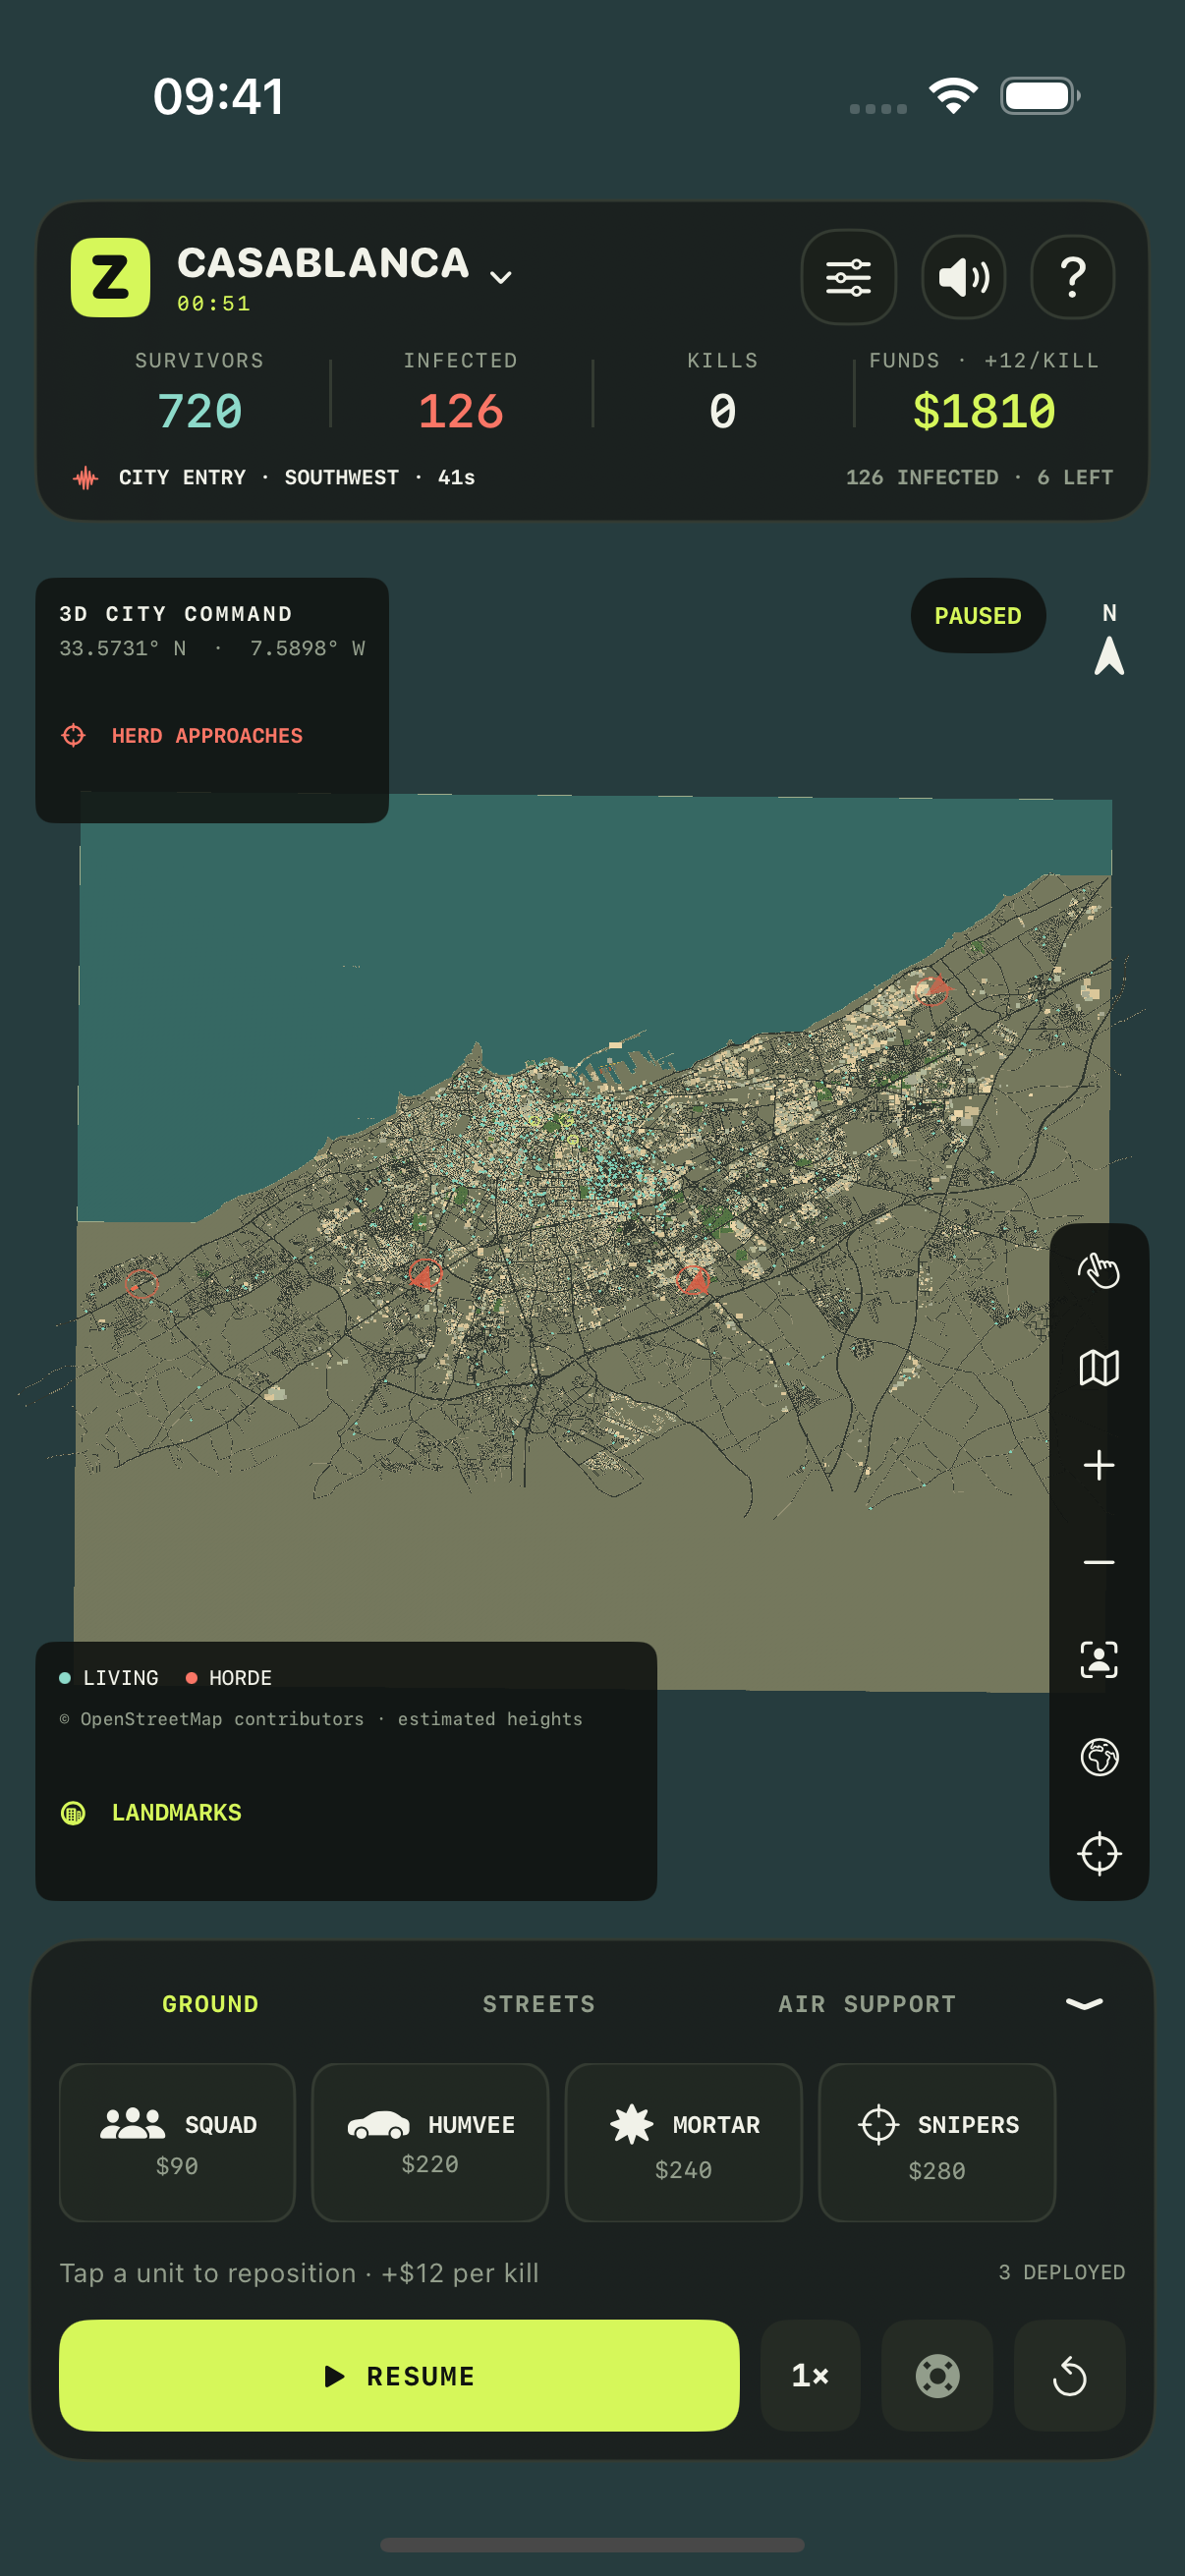 09:41
Z CASABLANCA
00:51
SURVIVORS INFECTED KILLS FUNDS · +12/KILL
720 126 0 $1810
CITY ENTRY · SOUTHWEST · 41s 126 INFECTED · 6 LEFT
3D CITY COMMAND
33.5731° N · 7.5898° W
HERD APPROACHES
PAUSED
N
LIVING HORDE
© OpenStreetMap contributors · estimated heights
LANDMARKS
GROUND STREETS AIR SUPPORT
SQUAD HUMVEE MORTAR SNIPERS
$90 $220 $240 $280
Tap a unit to reposition · +$12 per kill 3 DEPLOYED
RESUME 1×